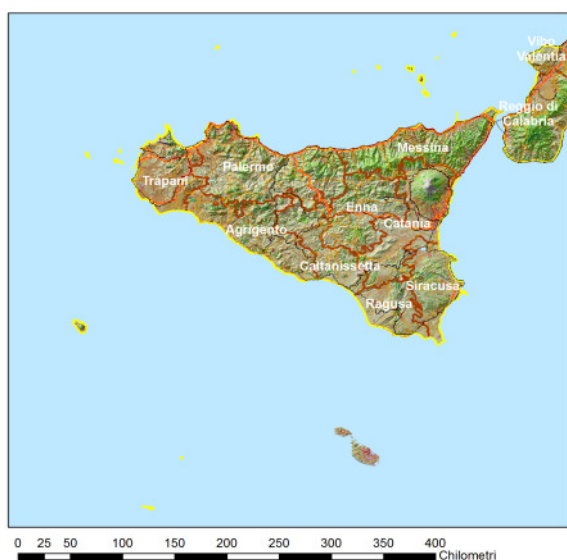 Vibo
Valentia
Reggio di
Calabria
Messina
Palermo
Trapani
Enna
Catania
Agrigento
Caltanissetta
Siracusa
Ragusa
0 25 50 100 150 200 250 300 350 400
Chilometri